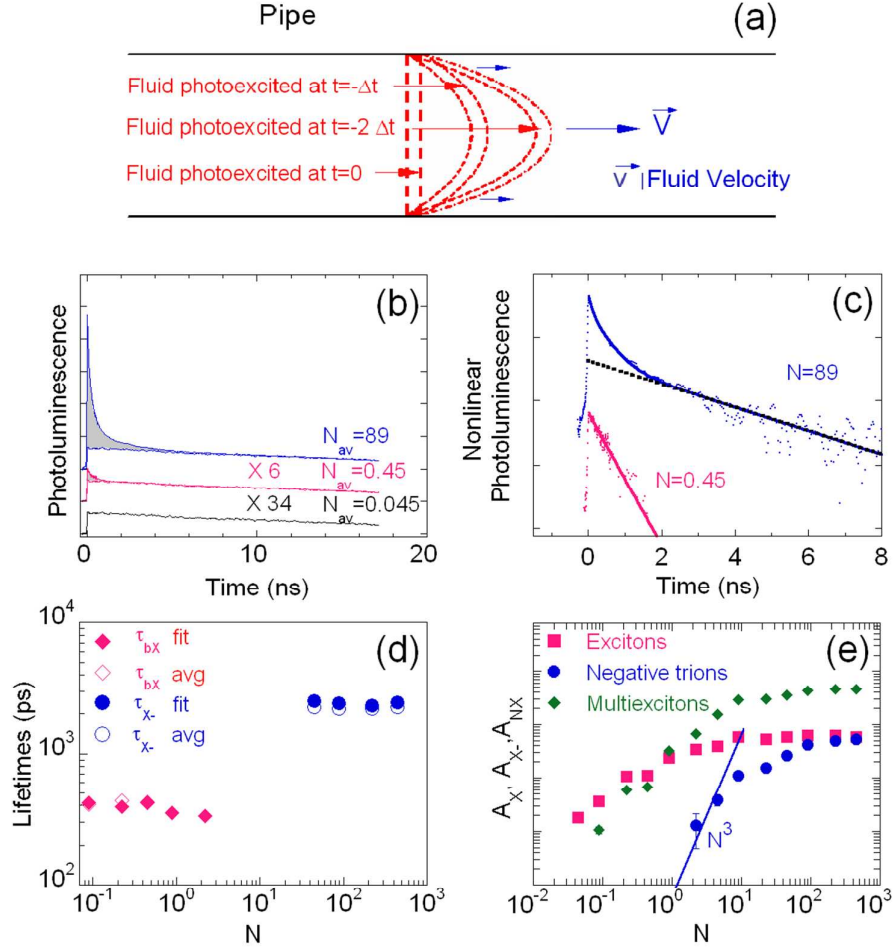 Pipe
(a)
Fluid photoexcited at t=-Δt
Fluid photoexcited at t=-2 Δt
Fluid photoexcited at t=0
V
v Fluid Velocity
(b)
Photoluminescence
N_av=89
X 6 N_av=0.45
X 34 N_av=0.045
0 10 20
Time (ns)
(c)
Nonlinear
Photoluminescence
N=89
N=0.45
0 2 4 6 8
Time (ns)
(d)
Lifetimes (ps)
10^4
10^3
10^2
τ_bX fit
τ_bX avg
τ_X- fit
τ_X- avg
10^-1 10^0 10^1 10^2 10^3
N
(e)
A_X, A_X-, A_NX
Excitons
Negative trions
Multiexcitons
N^3
10^-2 10^-1 10^0 10^1 10^2 10^3
N